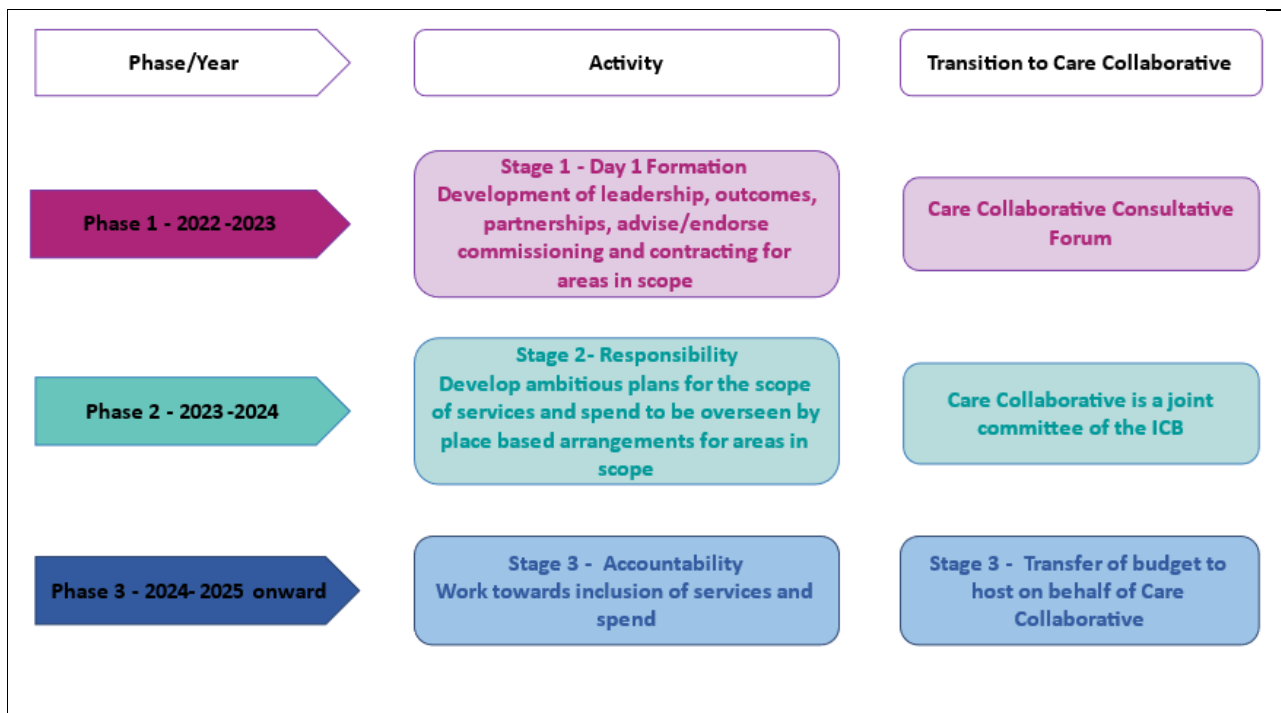 Phase/Year
Activity
Transition to Care Collaborative
Phase 1 - 2022 -2023
Stage 1 - Day 1 Formation
Development of leadership, outcomes,
partnerships, advise/endorse
commissioning and contracting for
areas in scope
Care Collaborative Consultative
Forum
Phase 2 - 2023 -2024
Stage 2- Responsibility
Develop ambitious plans for the scope
of services and spend to be overseen by
place based arrangements for areas in
scope
Care Collaborative is a joint
committee of the ICB
Phase 3 - 2024- 2025 onward
Stage 3 - Accountability
Work towards inclusion of services and
spend
Stage 3 - Transfer of budget to
host on behalf of Care
Collaborative